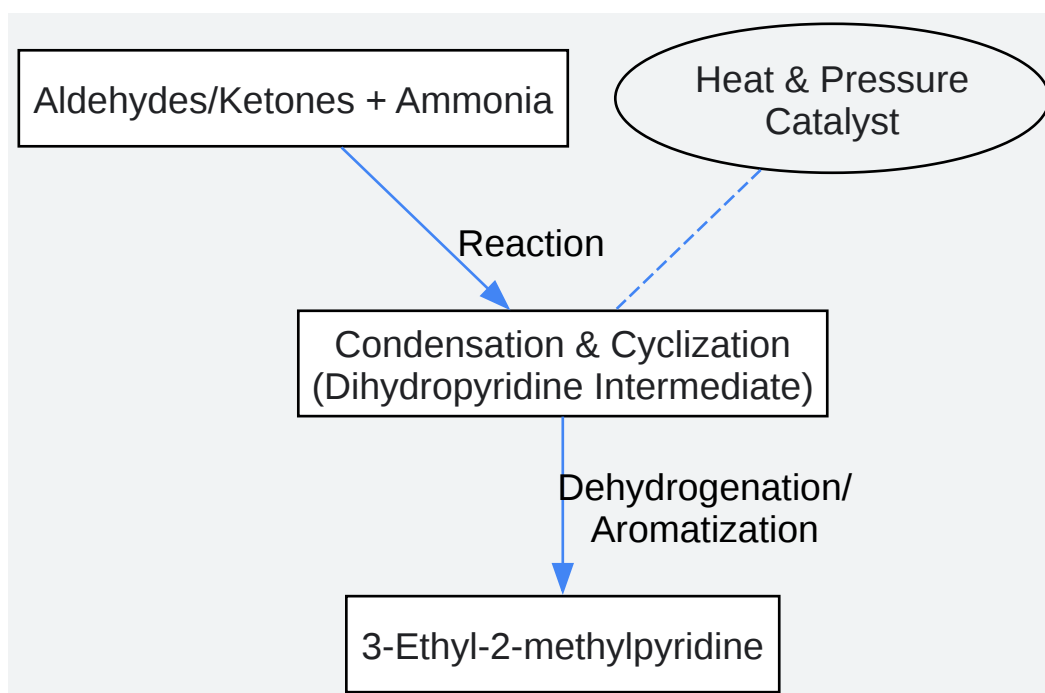 Aldehydes/Ketones + Ammonia
Heat & Pressure
Catalyst
Reaction
Condensation & Cyclization
(Dihydropyridine Intermediate)
Dehydrogenation/
Aromatization
3-Ethyl-2-methylpyridine